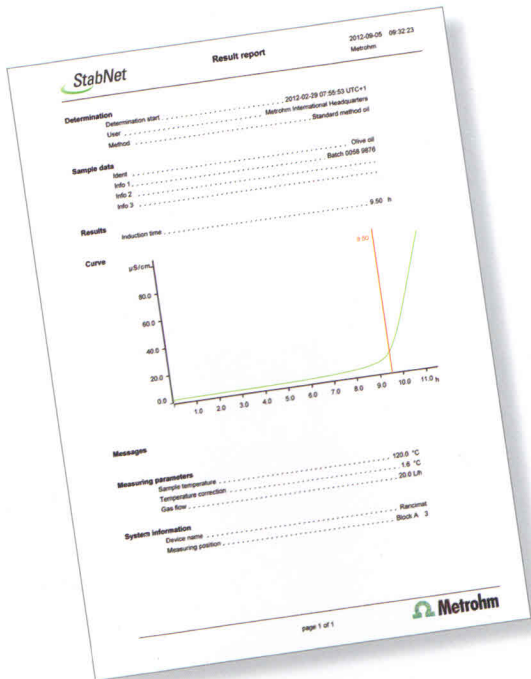 StabNet
Result report
2012-09-05 09:32:23
Metrohm
Determination
Determination start . . . . . . . . . . . . . . . . . . . . . . . . . . . . . . 2012-02-29 07:55:53 UTC+1
User . . . . . . . . . . . . . . . . . . . . . . . . . . . . . . Metrohm International Headquarters
Method . . . . . . . . . . . . . . . . . . . . . . . . . . . . . . Standard method oil
Sample data
Ident . . . . . . . . . . . . . . . . . . . . . . . . . . . . . . Olive oil
Info 1 . . . . . . . . . . . . . . . . . . . . . . . . . . . . . . Batch 0056 9876
Info 2 . . . . . . . . . . . . . . . . . . . . . . . . . . . . . .
Info 3 . . . . . . . . . . . . . . . . . . . . . . . . . . . . . .
Results
Induction time . . . . . . . . . . . . . . . . . . . . . . . . . . . . . . 9.50 h
Curve
µS/cm
80.0
60.0
40.0
20.0
0.0
9.50
1.0 2.0 3.0 4.0 5.0 6.0 7.0 8.0 9.0 10.0 11.0 h
Messages
Measuring parameters
Sample temperature . . . . . . . . . . . . . . . . . . . . . . . . . . . . . . 120.0 °C
Temperature correction . . . . . . . . . . . . . . . . . . . . . . . . . . . . . . 1.6 °C
Gas flow . . . . . . . . . . . . . . . . . . . . . . . . . . . . . . 20.0 L/h
System information
Device name . . . . . . . . . . . . . . . . . . . . . . . . . . . . . . Rancimat
Measuring position . . . . . . . . . . . . . . . . . . . . . . . . . . . . . . Block A 3
page 1 of 1
Metrohm